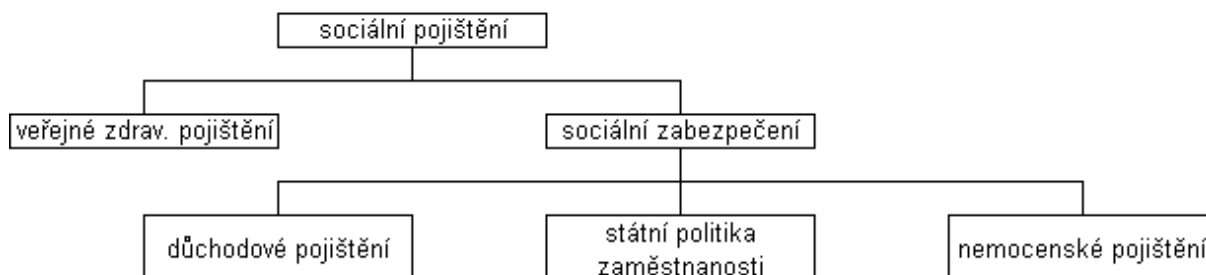 sociální pojištění
veřejné zdrav. pojištění
sociální zabezpečení
důchodové pojištění
státní politika
zaměstnanosti
nemocenské pojištění